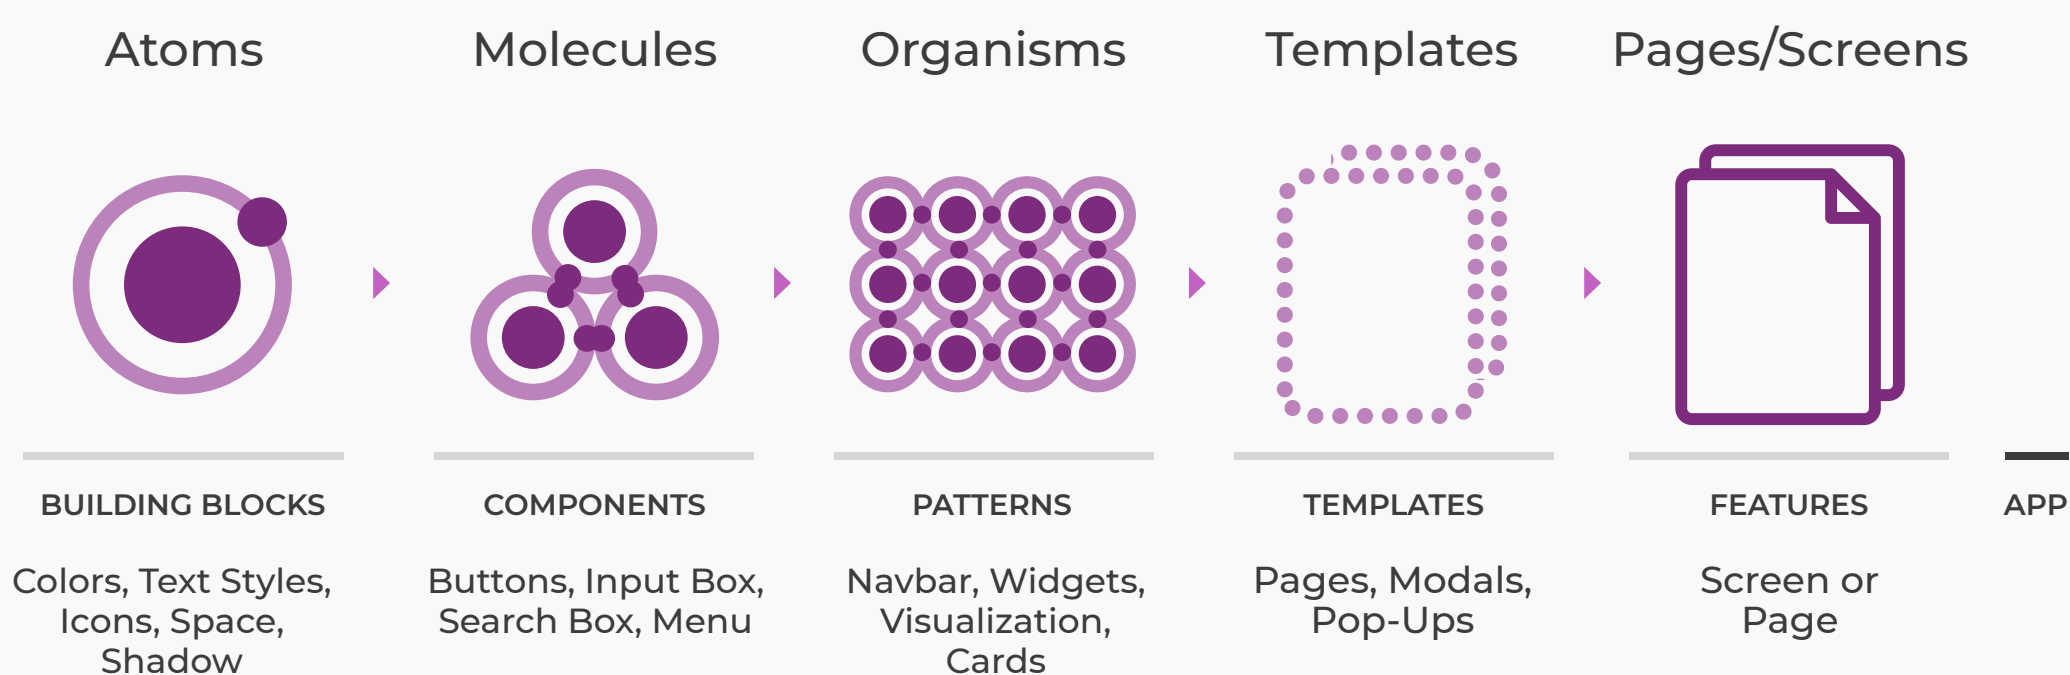 Atoms
Molecules
Organisms
Templates
Pages/Screens
BUILDING BLOCKS
COMPONENTS
PATTERNS
TEMPLATES
FEATURES
APP
Colors, Text Styles,
Icons, Space,
Shadow
Buttons, Input Box,
Search Box, Menu
Navbar, Widgets,
Visualization,
Cards
Pages, Modals,
Pop-Ups
Screen or
Page